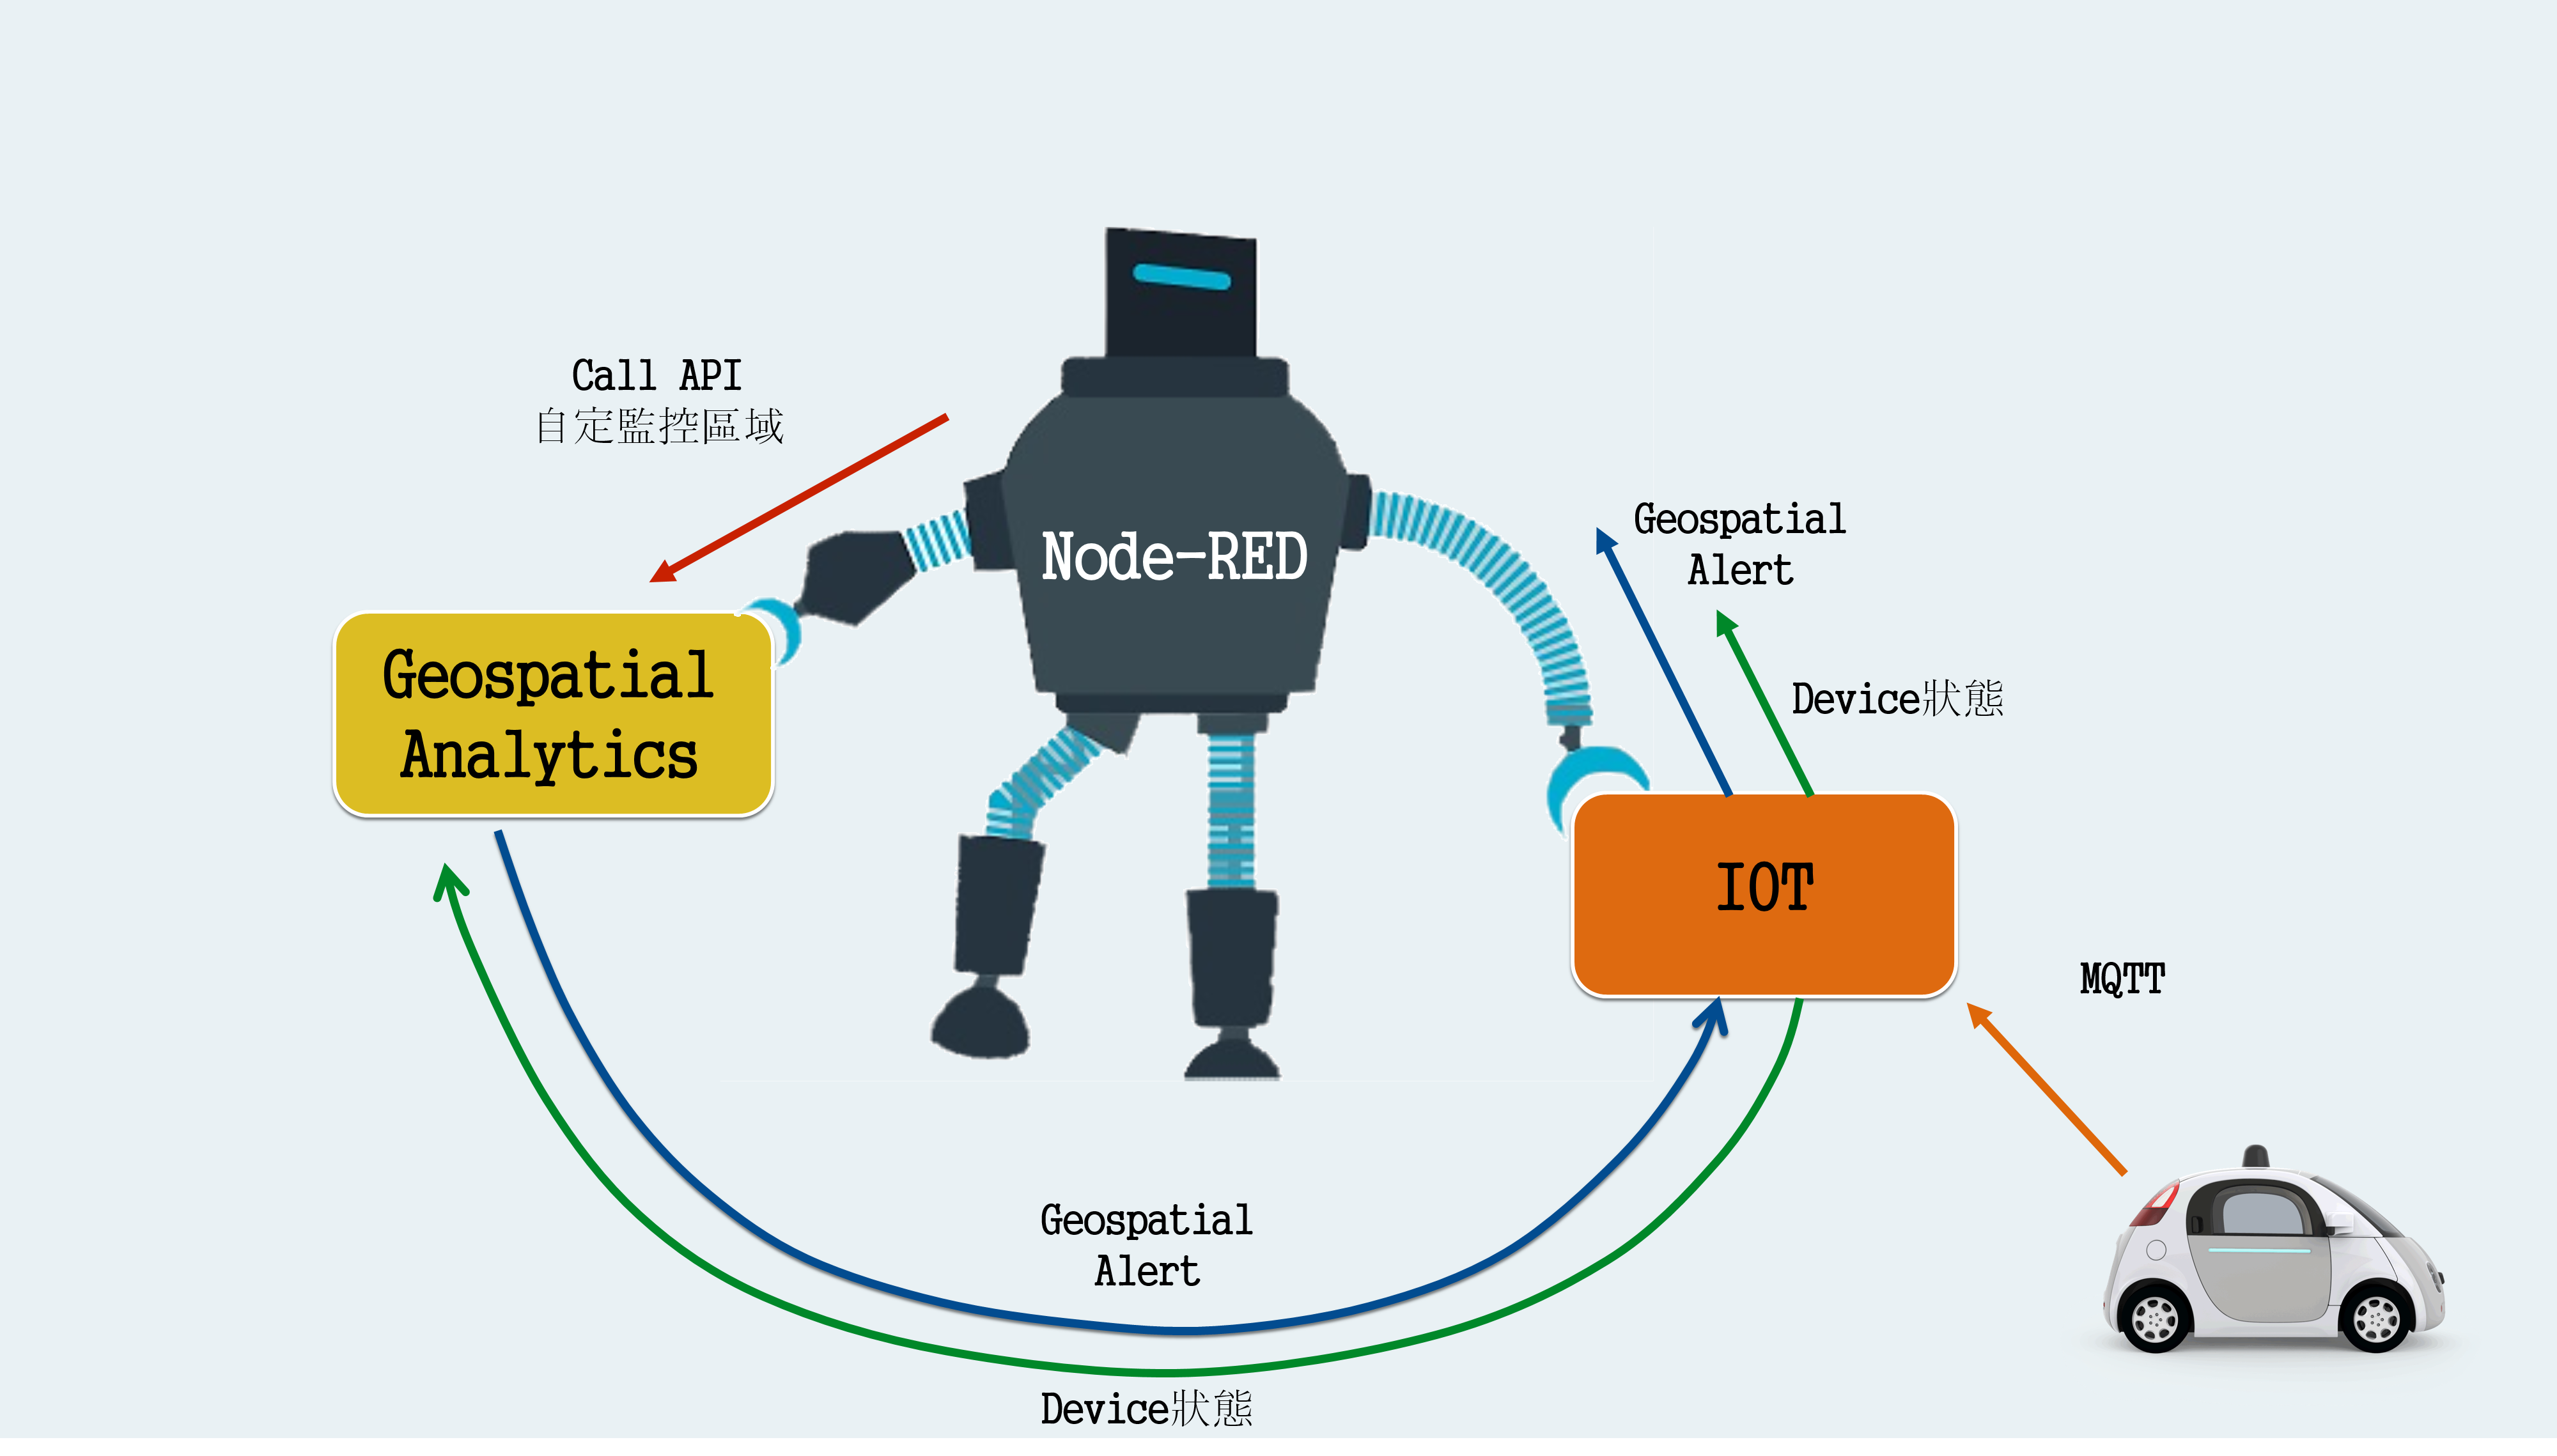 Call API
自定監控區域
Node-RED
Geospatial
Alert
Geospatial
Analytics
Device狀態
IOT
MQTT
Geospatial
Alert
Device狀態